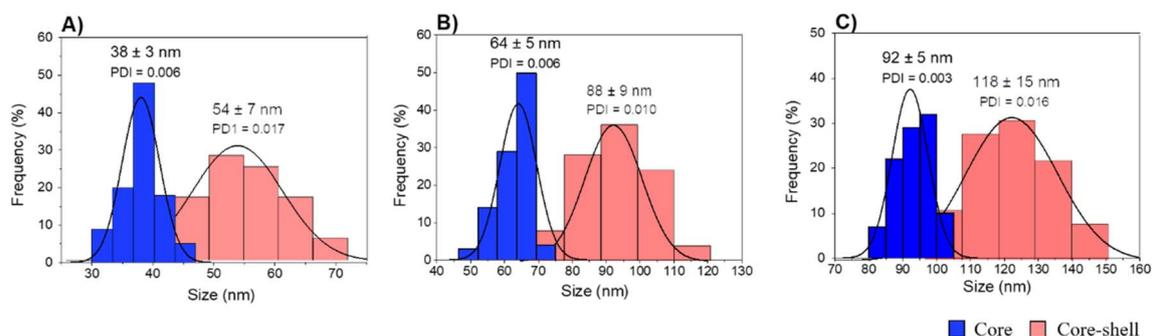 A)
38 ± 3 nm
PDI = 0.006
54 ± 7 nm
PD1 = 0.017
Frequency (%)
60
50
40
30
20
10
0
30 40 50 60 70
Size (nm)
B)
64 ± 5 nm
PDI = 0.006
88 ± 9 nm
PDI = 0.010
Frequency (%)
60
50
40
30
20
10
0
40 50 60 70 80 90 100 110 120 130
Size (nm)
C)
92 ± 5 nm
PDI = 0.003
118 ± 15 nm
PDI = 0.016
Frequency (%)
50
40
30
20
10
0
70 80 90 100 110 120 130 140 150 160
Size (nm)
Core Core-shell